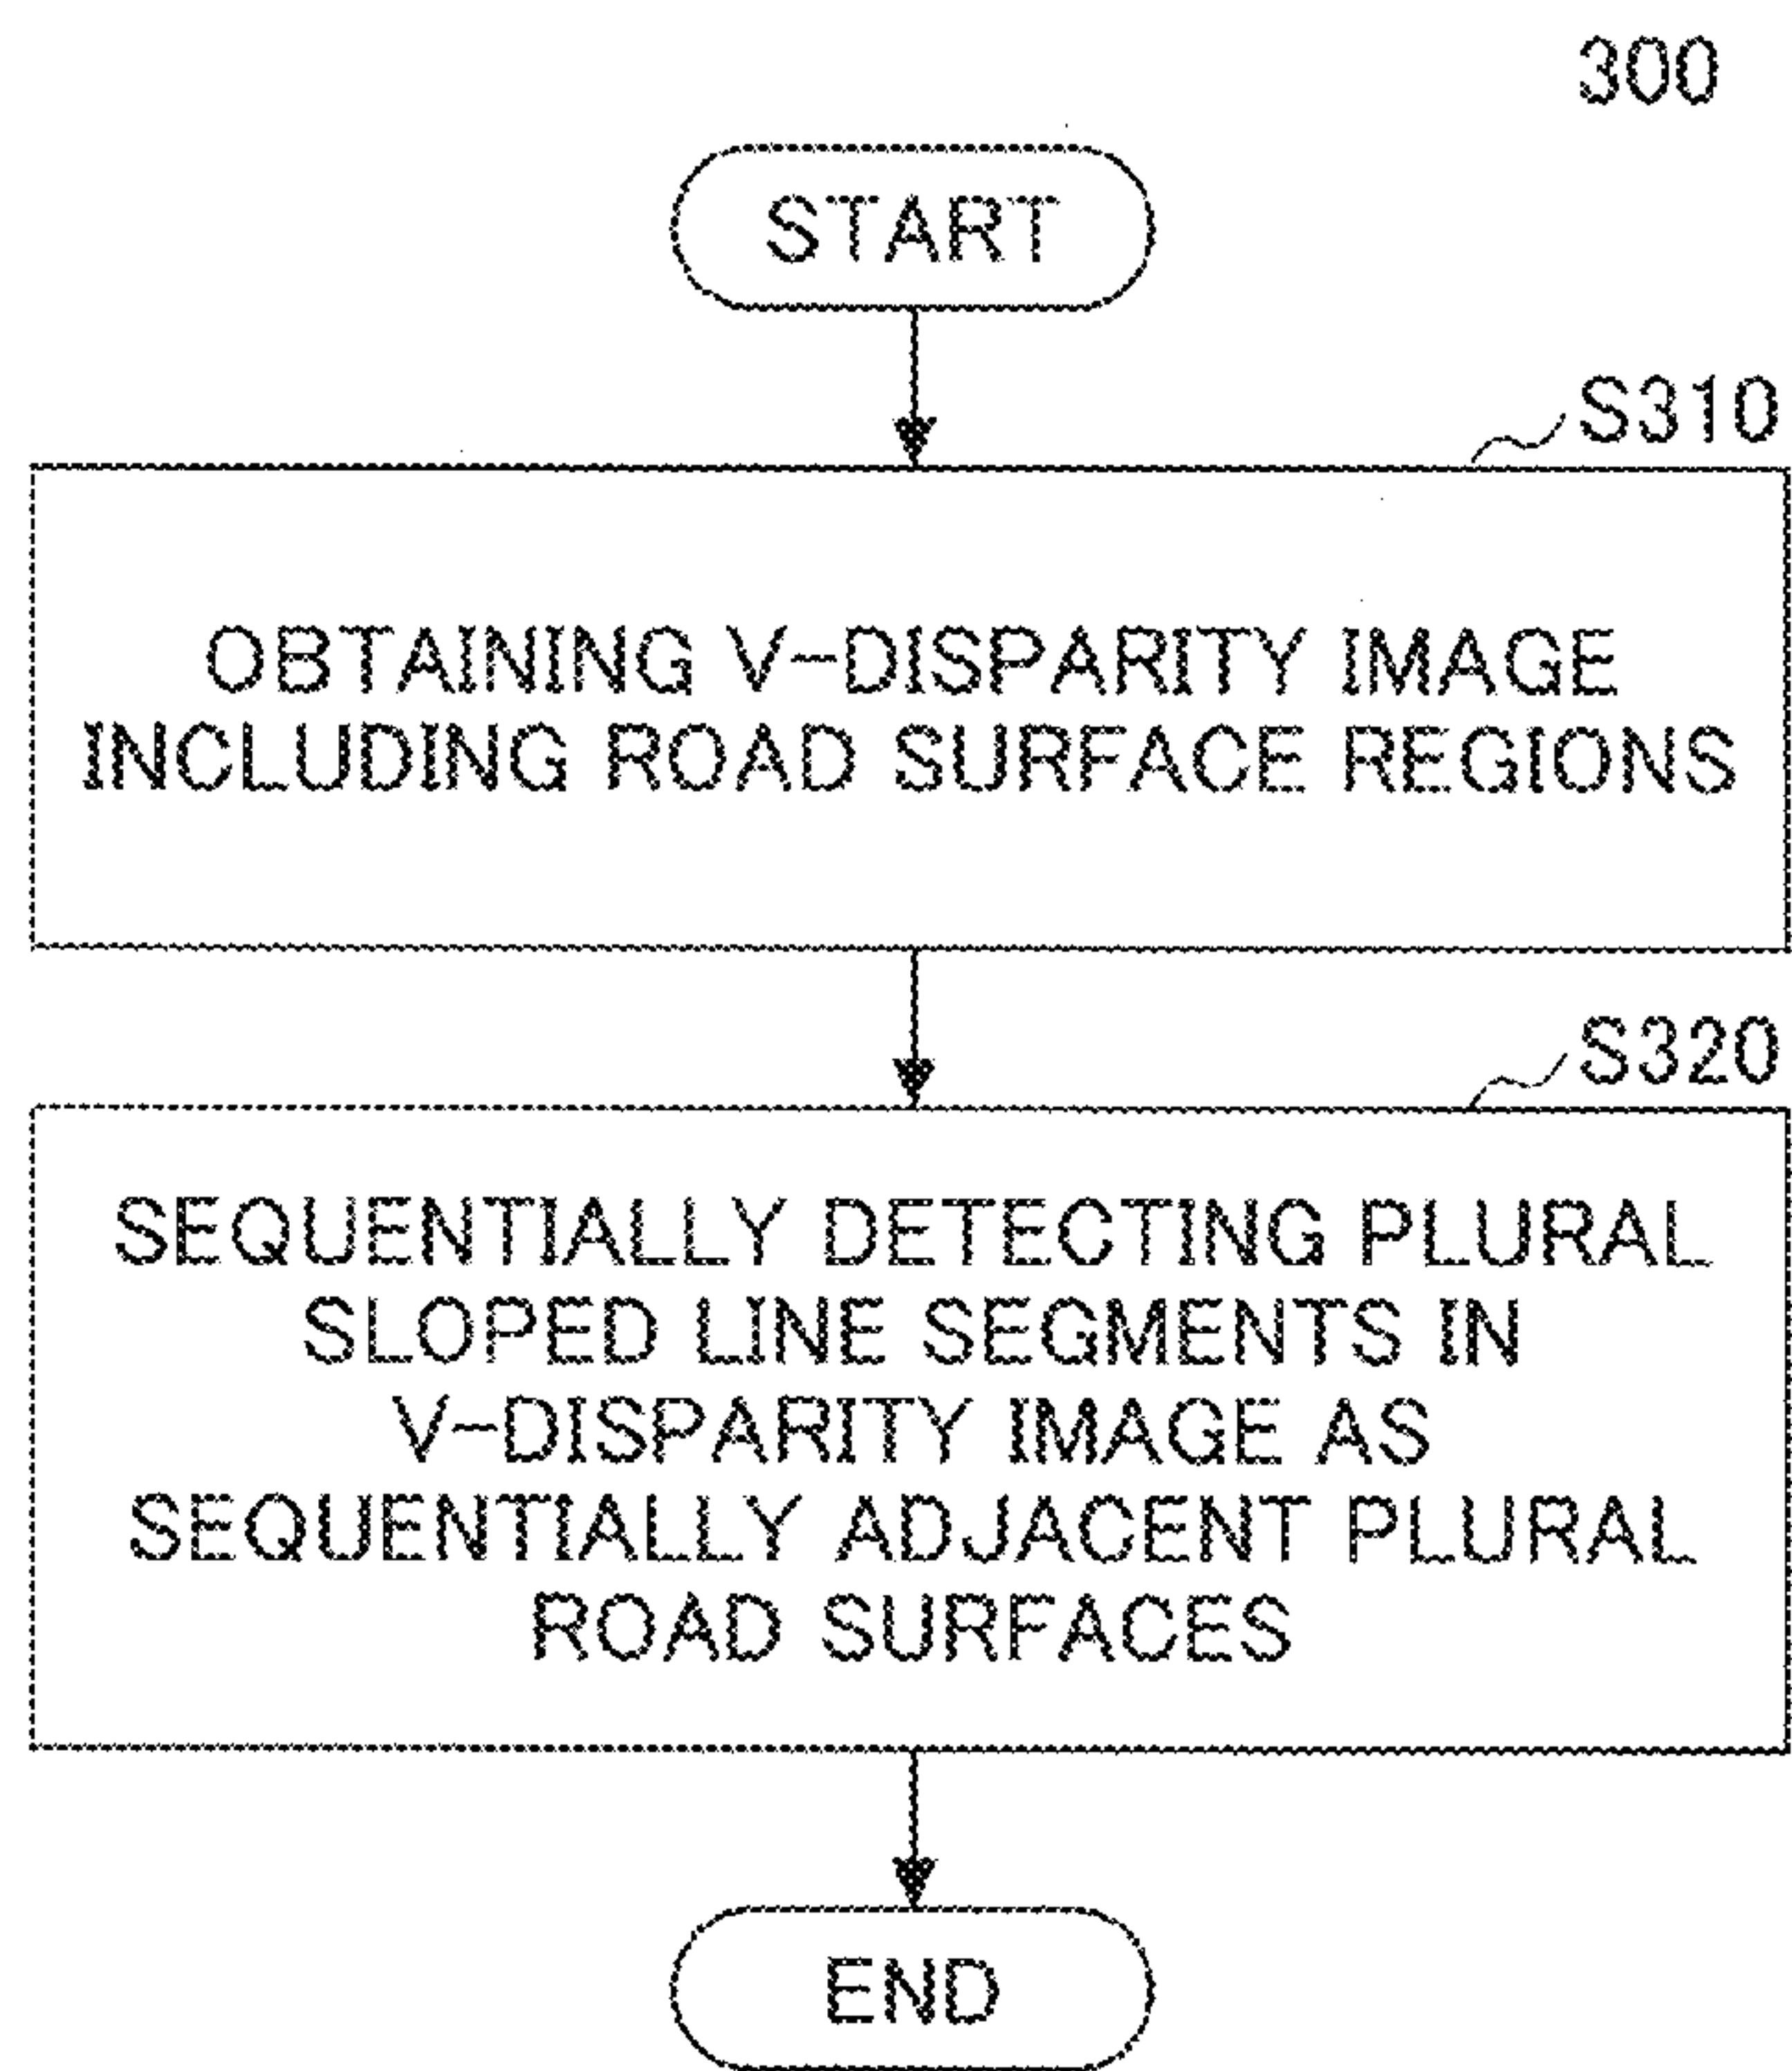 300
START
S310
OBTAINING V-DISPARITY IMAGE
INCLUDING ROAD SURFACE REGIONS
S320
SEQUENTIALLY DETECTING PLURAL
SLOPED LINE SEGMENTS IN
V-DISPARITY IMAGE AS
SEQUENTIALLY ADJACENT PLURAL
ROAD SURFACES
END